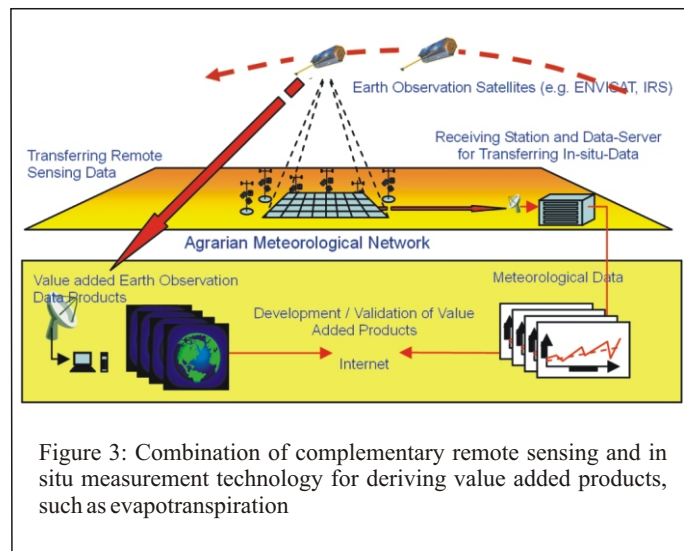 Earth Observation Satellites (e.g. ENVISAT, IRS)
Transferring Remote
Sensing Data
Receiving Station and Data-Server
for Transferring In-situ-Data
Agrarian Meteorological Network
Value added Earth Observation
Data Products
Meteorological Data
Development / Validation of Value
Added Products
Internet
Figure 3: Combination of complementary remote sensing and in
situ measurement technology for deriving value added products,
such as evapotranspiration